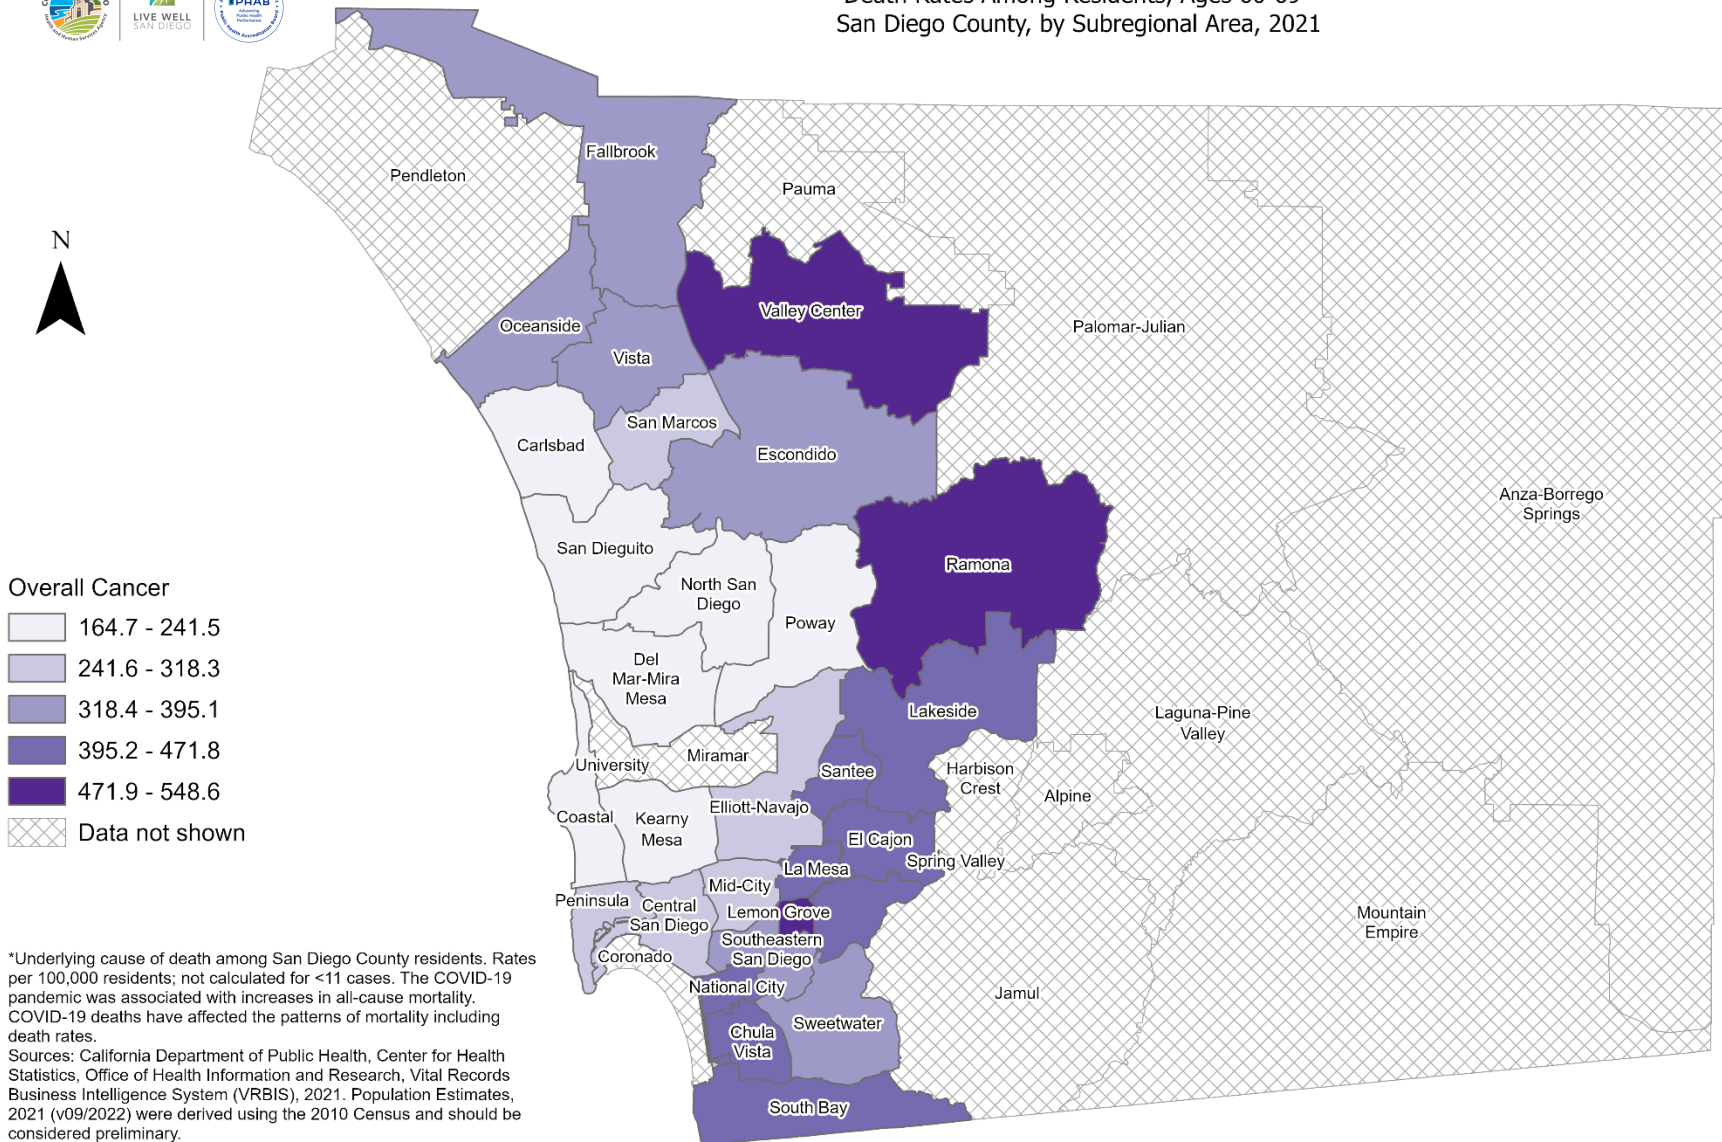 PHAB
Advancing
Public Health
Performance
LIVE WELL
SAN DIEGO
San Diego County, by Subregional Area, 2021
Fallbrook
Pendleton
Pauma
N
Valley Center
Oceanside
Palomar-Julian
Vista
San Marcos
Carlsbad
Escondido
Anza-Borrego
Springs
San Dieguito
Ramona
North San
Diego
Poway
Del
Mar-Mira
Mesa
Lakeside
Laguna-Pine
Valley
Miramar
University
Santee
Harbison
Crest
Alpine
Elliott-Navajo
Coastal
Kearny
Mesa
El Cajon
Spring Valley
La Mesa
Mid-City
Peninsula
Central
San Diego
Lemon Grove
Mountain
Empire
Southeastern
San Diego
Coronado
National City
Jamul
Sweetwater
Chula
Vista
South Bay
Overall Cancer
164.7 - 241.5
241.6 - 318.3
318.4 - 395.1
395.2 - 471.8
471.9 - 548.6
Data not shown
*Underlying cause of death among San Diego County residents. Rates
per 100,000 residents; not calculated for <11 cases. The COVID-19
pandemic was associated with increases in all-cause mortality.
COVID-19 deaths have affected the patterns of mortality including
death rates.
Sources: California Department of Public Health, Center for Health
Statistics, Office of Health Information and Research, Vital Records
Business Intelligence System (VRBIS), 2021. Population Estimates,
2021 (v09/2022) were derived using the 2010 Census and should be
considered preliminary.